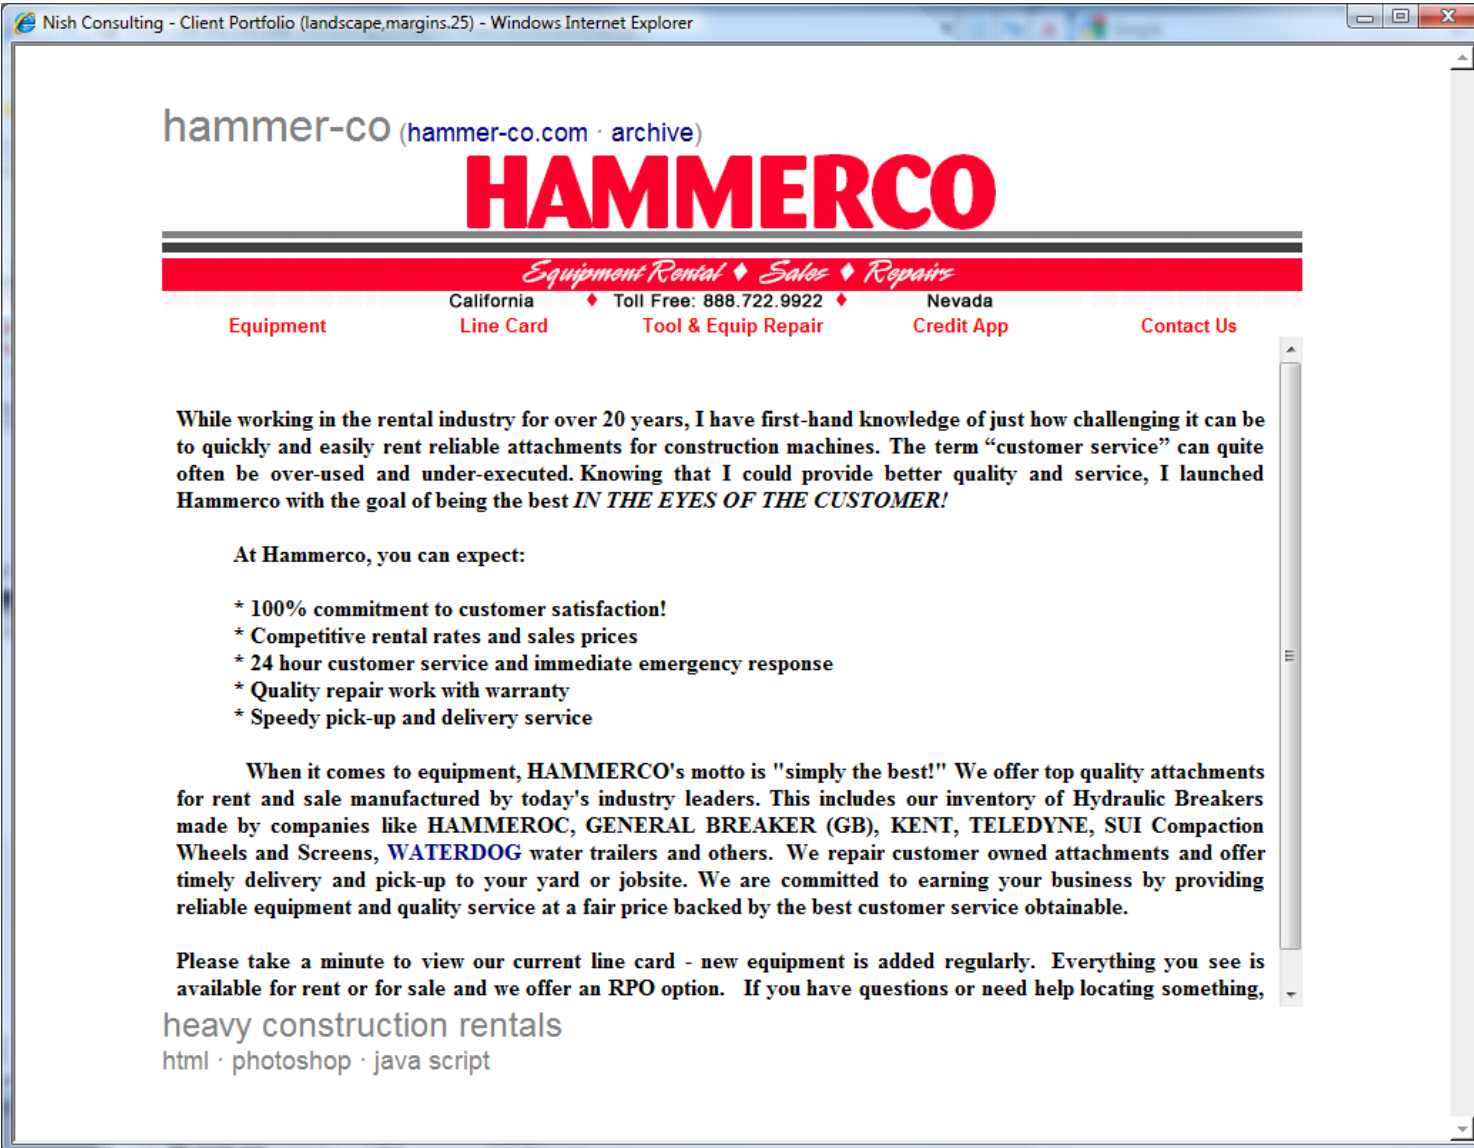 Nish Consulting - Client Portfolio (landscape,margins.25) - Windows Internet Explorer
hammer-co (hammer-co.com · archive)
HAMMERCO
Equipment Rental ♦ Sales ♦ Repairs
California ♦ Toll Free: 888.722.9922 ♦ Nevada
Equipment Line Card Tool & Equip Repair Credit App Contact Us
While working in the rental industry for over 20 years, I have first-hand knowledge of just how challenging it can be
to quickly and easily rent reliable attachments for construction machines. The term “customer service” can quite
often be over-used and under-executed. Knowing that I could provide better quality and service, I launched
Hammerco with the goal of being the best IN THE EYES OF THE CUSTOMER!
At Hammerco, you can expect:
* 100% commitment to customer satisfaction!
* Competitive rental rates and sales prices
* 24 hour customer service and immediate emergency response
* Quality repair work with warranty
* Speedy pick-up and delivery service
When it comes to equipment, HAMMERCO's motto is "simply the best!" We offer top quality attachments
for rent and sale manufactured by today's industry leaders. This includes our inventory of Hydraulic Breakers
made by companies like HAMMEROC, GENERAL BREAKER (GB), KENT, TELEDYNE, SUI Compaction
Wheels and Screens, WATERDOG water trailers and others. We repair customer owned attachments and offer
timely delivery and pick-up to your yard or jobsite. We are committed to earning your business by providing
reliable equipment and quality service at a fair price backed by the best customer service obtainable.
Please take a minute to view our current line card - new equipment is added regularly. Everything you see is
available for rent or for sale and we offer an RPO option. If you have questions or need help locating something,
heavy construction rentals
html · photoshop · java script